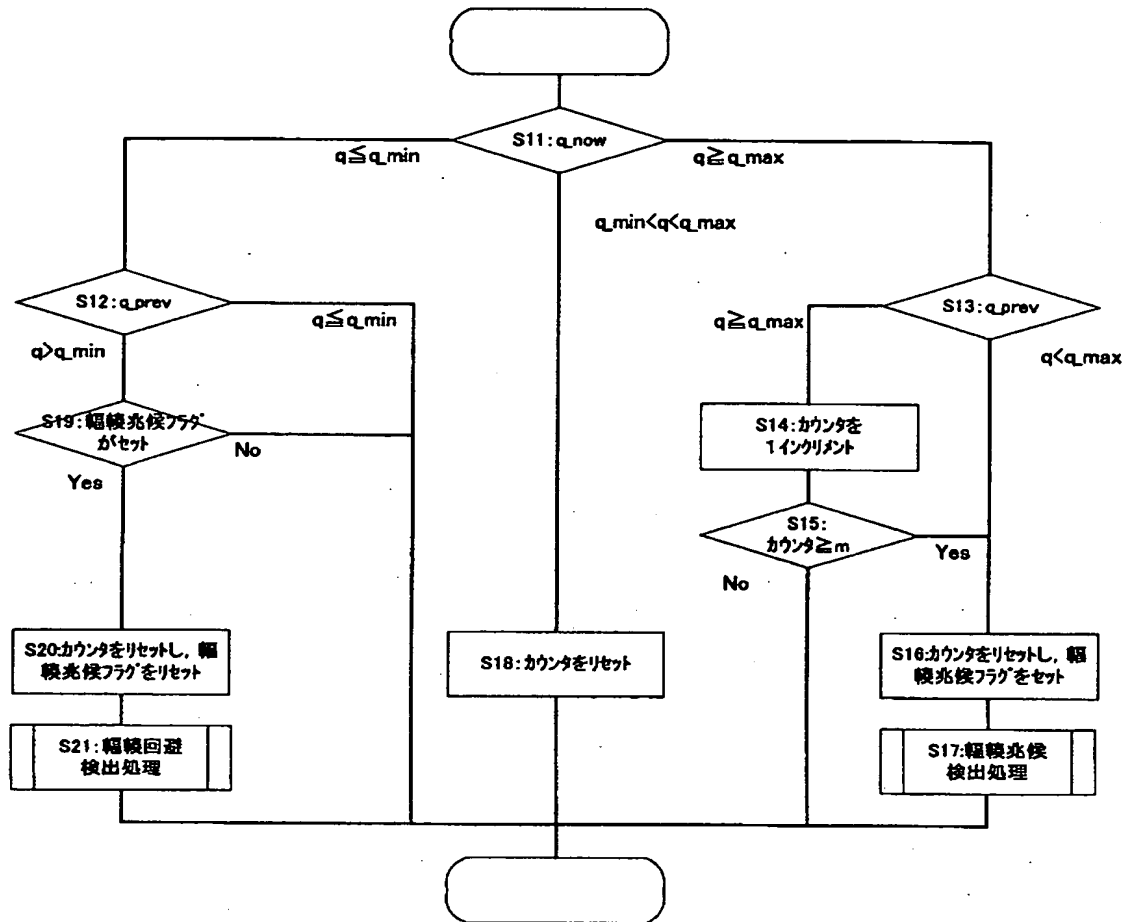 S11:q_now
q≦q_min
q≧q_max
q_min<q<q_max
S12:q_prev
q≦q_min
q>q_min
S13:q_prev
q≧q_max
q<q_max
S19:輻輳兆候フラグ
がセット
No
Yes
S14:カウンタを
1インクリメント
S15:
カウンタ≧m
Yes
No
S20:カウンタをリセットし,輻
輳兆候フラグをリセット
S18:カウンタをリセット
S16:カウンタをリセットし,輻
輳兆候フラグをセット
S21:輻輳回避
検出処理
S17:輻輳兆候
検出処理